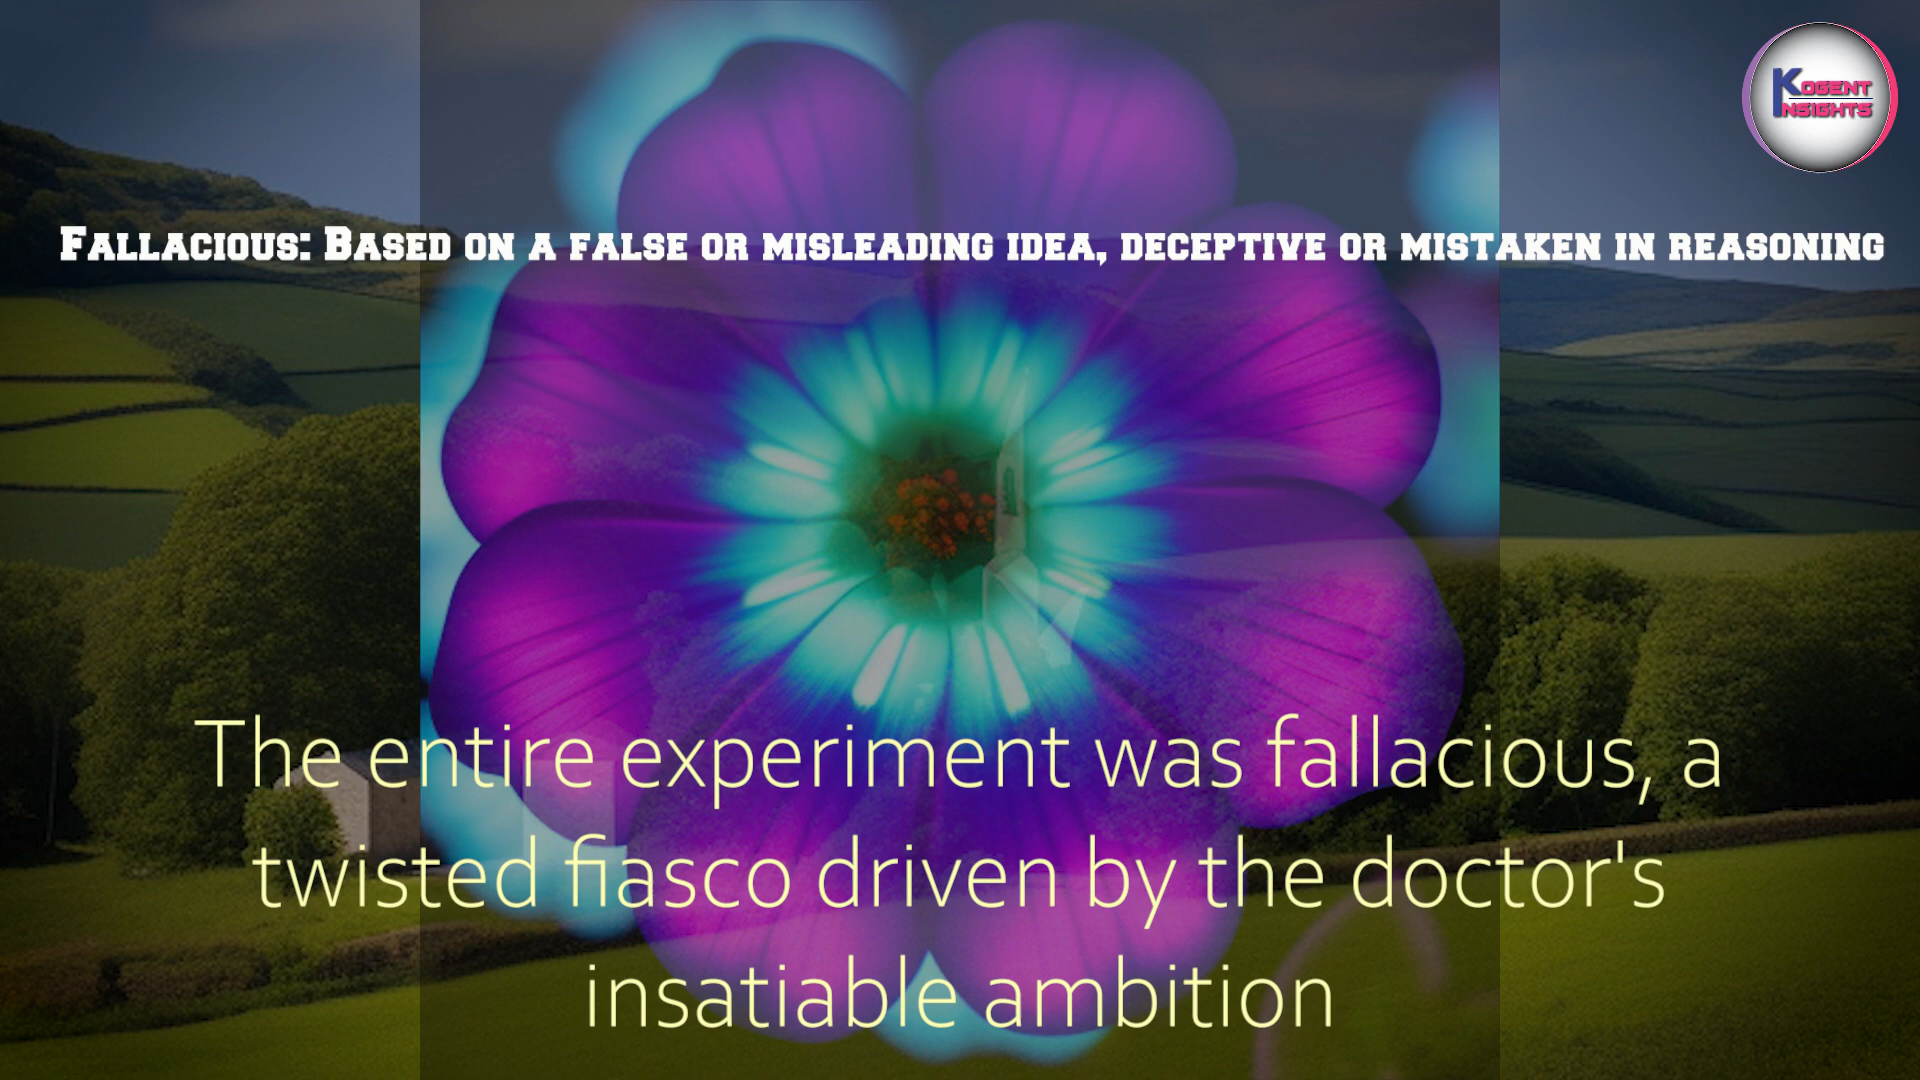 KOGENT
INSIGHTS
Fallacious: Based on a false or misleading idea, deceptive or mistaken in reasoning
The entire experiment was fallacious, a
twisted fiasco driven by the doctor's
insatiable ambition